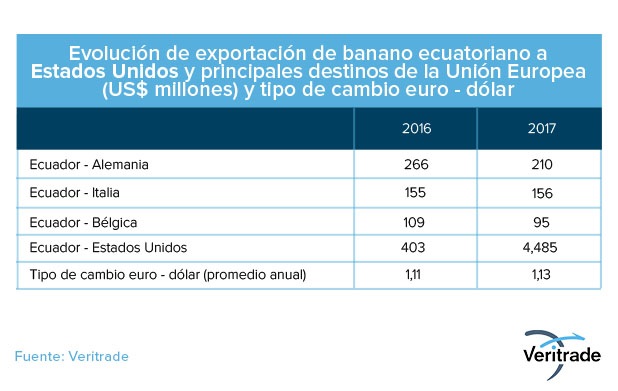 Evolución de exportación de banano ecuatoriano a
Estados Unidos y principales destinos de la Unión Europea
(US$ millones) y tipo de cambio euro - dólar
2016 2017
Ecuador - Alemania 266 210
Ecuador - Italia 155 156
Ecuador - Bélgica 109 95
Ecuador - Estados Unidos 403 4,485
Tipo de cambio euro - dólar (promedio anual) 1,11 1,13
Fuente: Veritrade
Veritrade